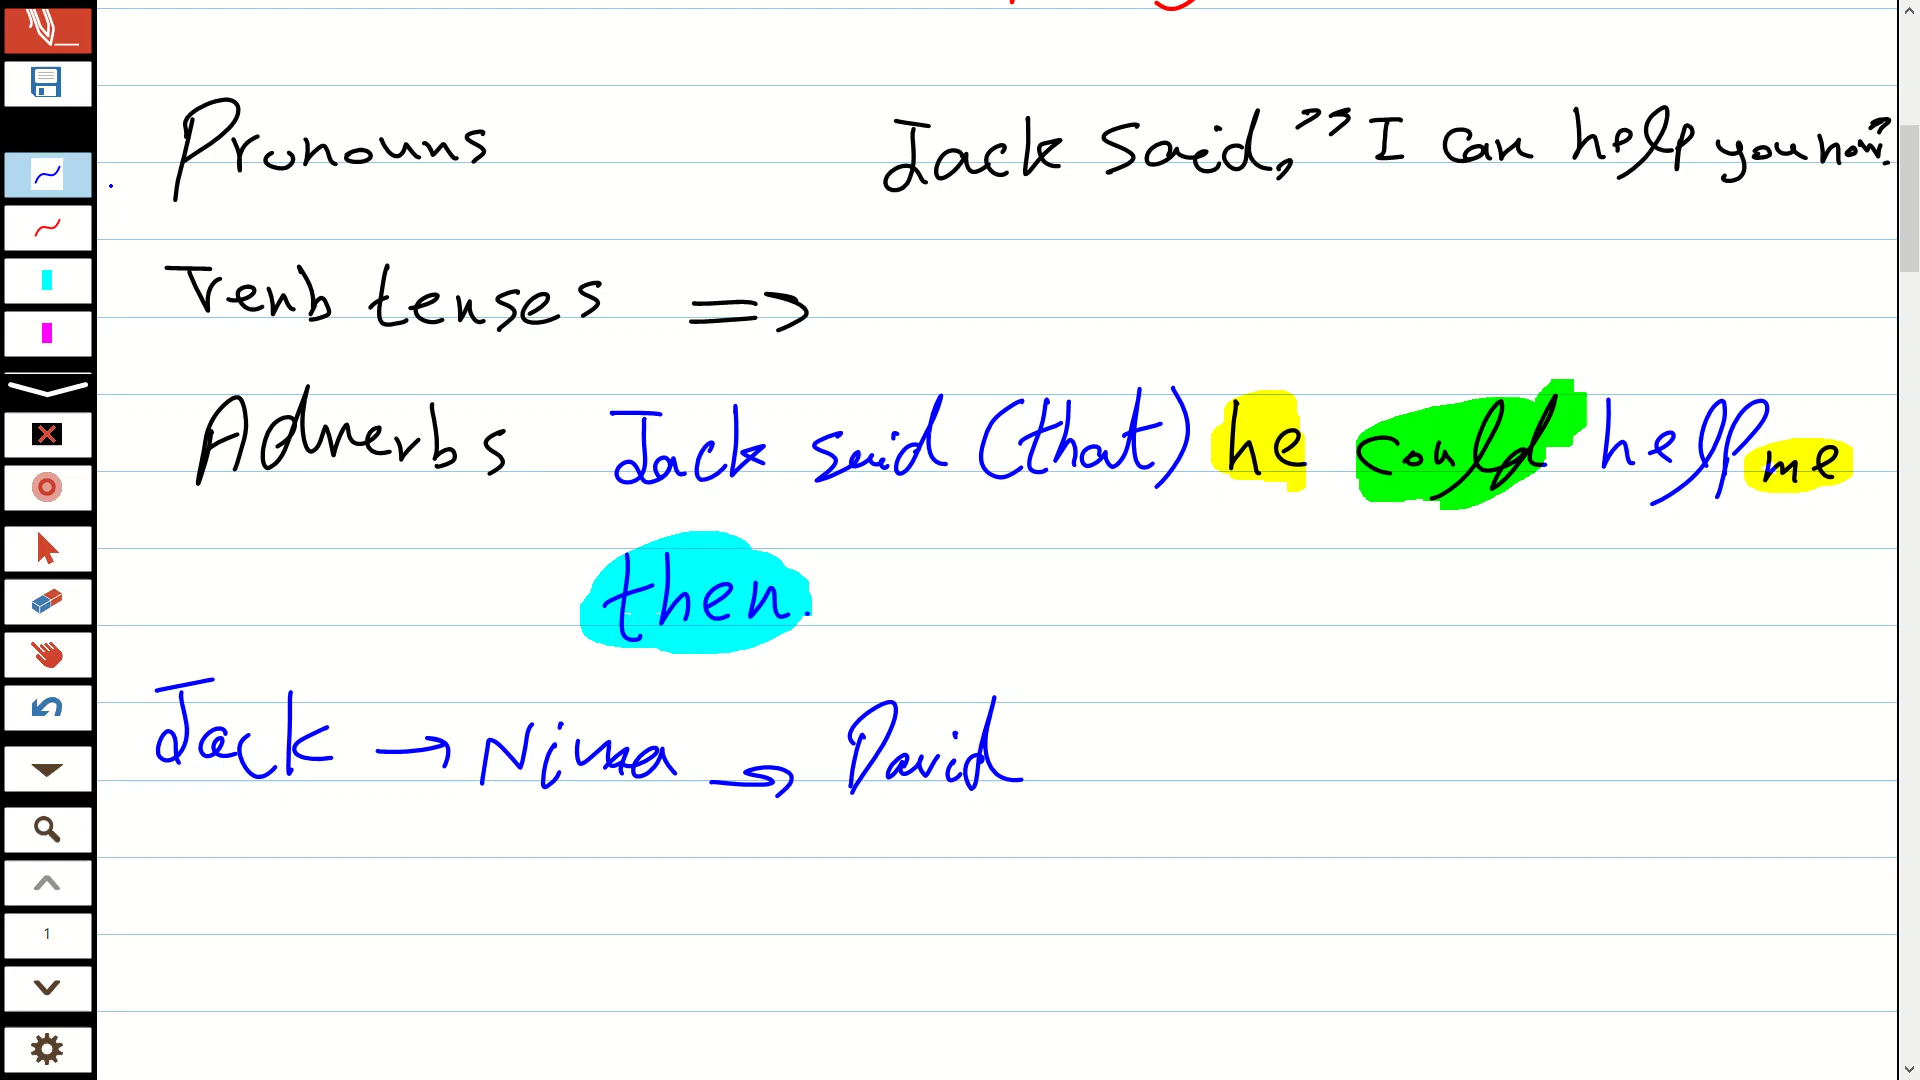 Pronouns Jack said, "I can help you now."
Verb tenses =>
Adverbs Jack said (that) he could help me
then.
Jack → Nima → David
1